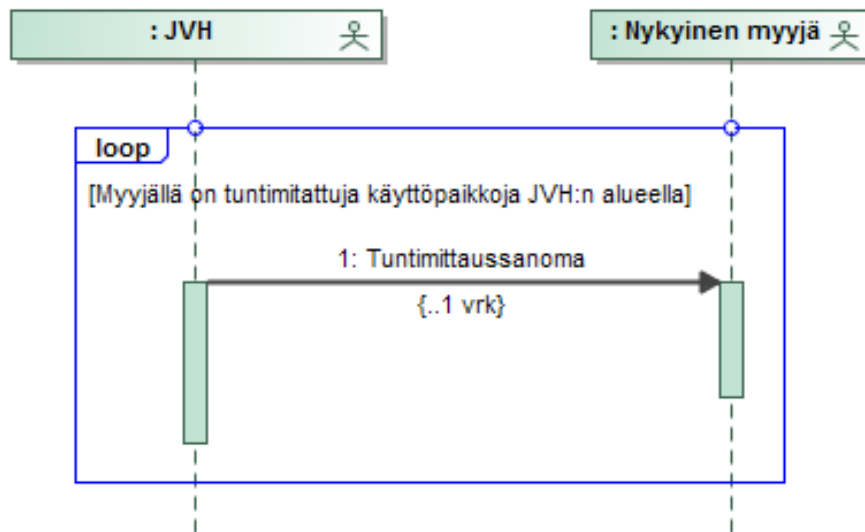 : JVH
: Nykyinen myyjä
loop
[Myyjällä on tuntimitattuja käyttöpaikkoja JVH:n alueella]
1: Tuntimittaussanoma
{..1 vrk}